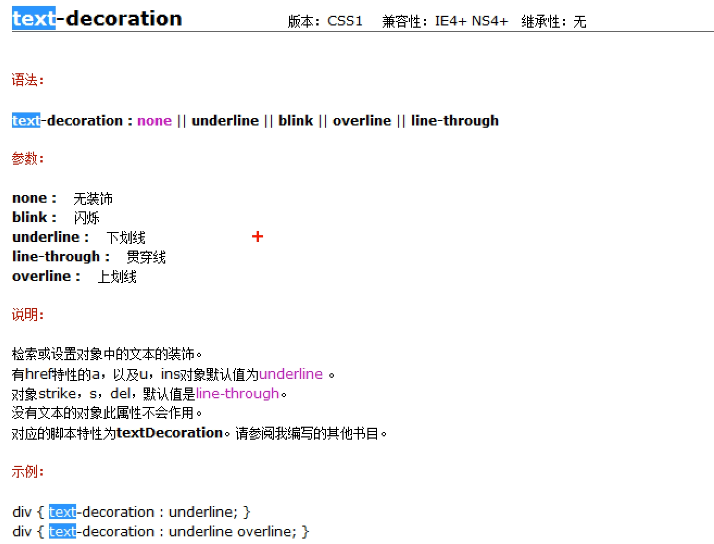 text-decoration 版本：CSS1 兼容性：IE4+ NS4+ 继承性：无
语法：
text-decoration : none || underline || blink || overline || line-through
参数：
none : 无装饰
blink : 闪烁
underline : 下划线
line-through : 贯穿线
overline : 上划线
说明：
检索或设置对象中的文本的装饰。
有href特性的a，以及u，ins对象默认值为underline 。
对象strike，s，del，默认值是line-through。
没有文本的对象此属性不会作用。
对应的脚本特性为textDecoration。请参阅我编写的其他书目。
示例：
div { text-decoration : underline; }
div { text-decoration : underline overline; }